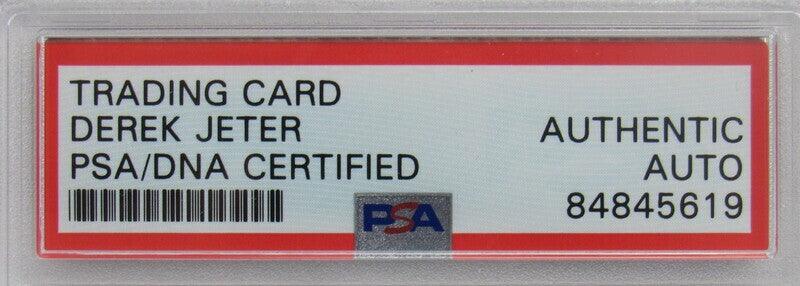 TRADING CARD
DEREK JETER
PSA/DNA CERTIFIED
AUTHENTIC
AUTO
84845619
PSA